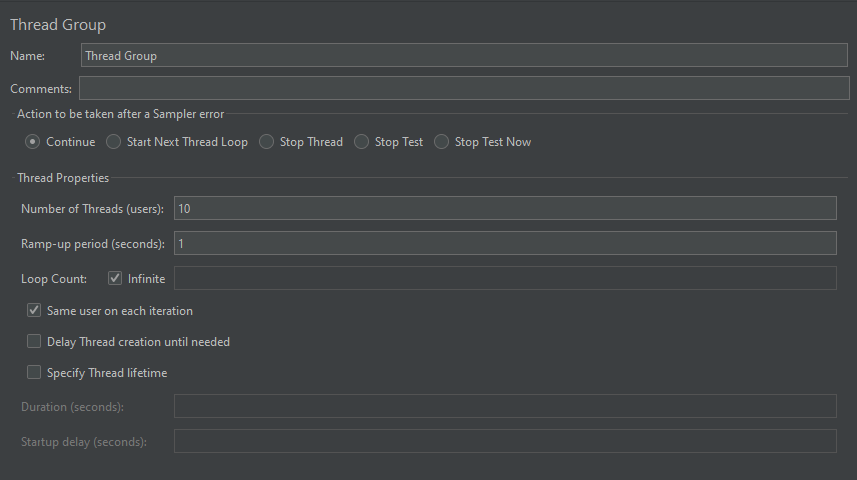 Thread Group
Name: Thread Group
Comments:
Action to be taken after a Sampler error
Continue Start Next Thread Loop Stop Thread Stop Test Stop Test Now
Thread Properties
Number of Threads (users): 10
Ramp-up period (seconds): 1
Loop Count: Infinite
Same user on each iteration
Delay Thread creation until needed
Specify Thread lifetime
Duration (seconds):
Startup delay (seconds):